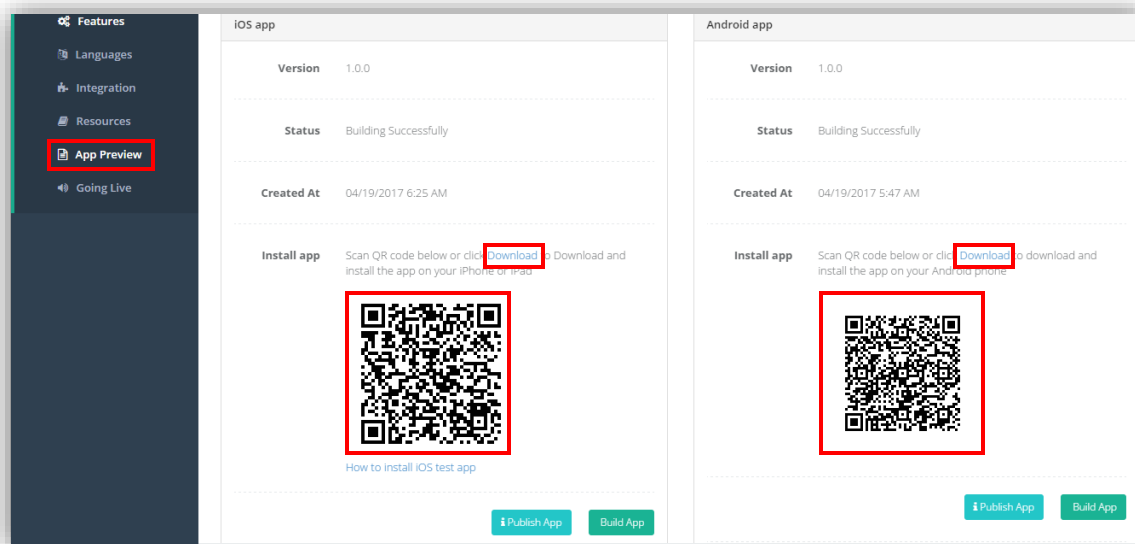 Features
Languages
Integration
Resources
App Preview
Going Live
iOS app
Version 1.0.0
Status Building Successfully
Created At 04/19/2017 6:25 AM
Install app Scan QR code below or click Download to Download and
install the app on your iPhone or iPad
How to install iOS test app
Publish App Build App
Android app
Version 1.0.0
Status Building Successfully
Created At 04/19/2017 5:47 AM
Install app Scan QR code below or click Download to download and
install the app on your Android phone
Publish App Build App